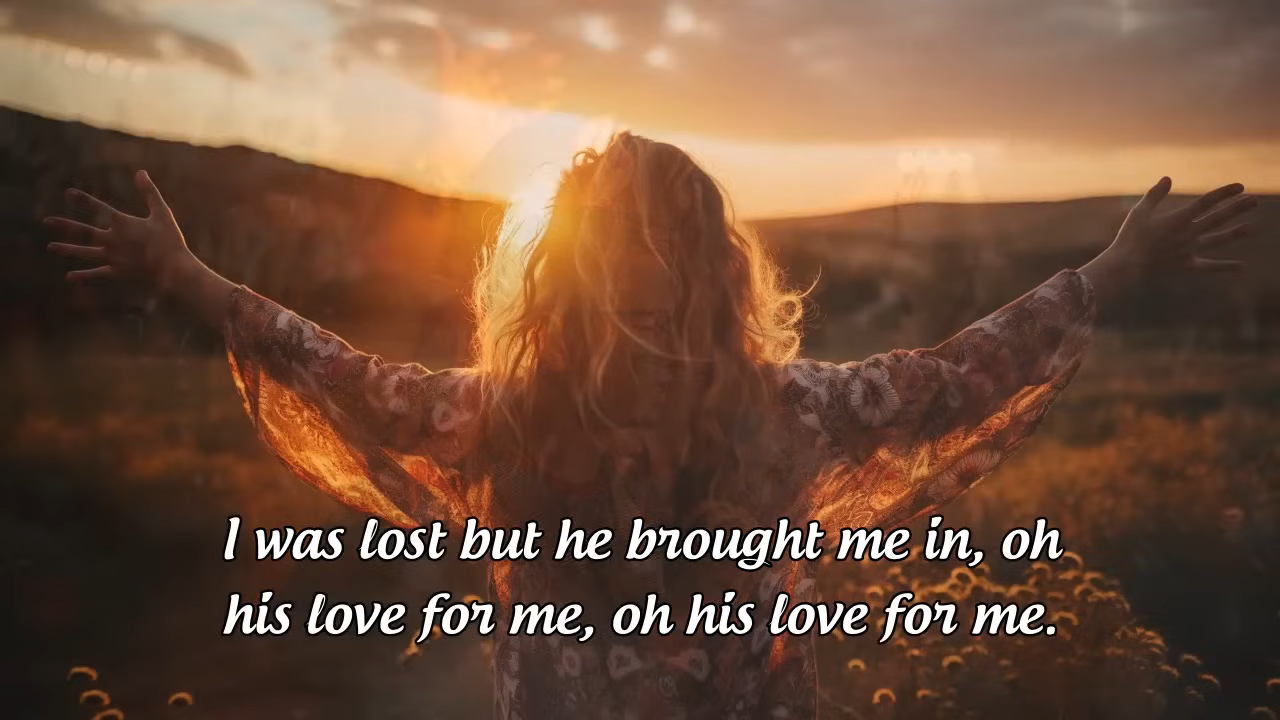 I was lost but he brought me in, oh
his love for me, oh his love for me.